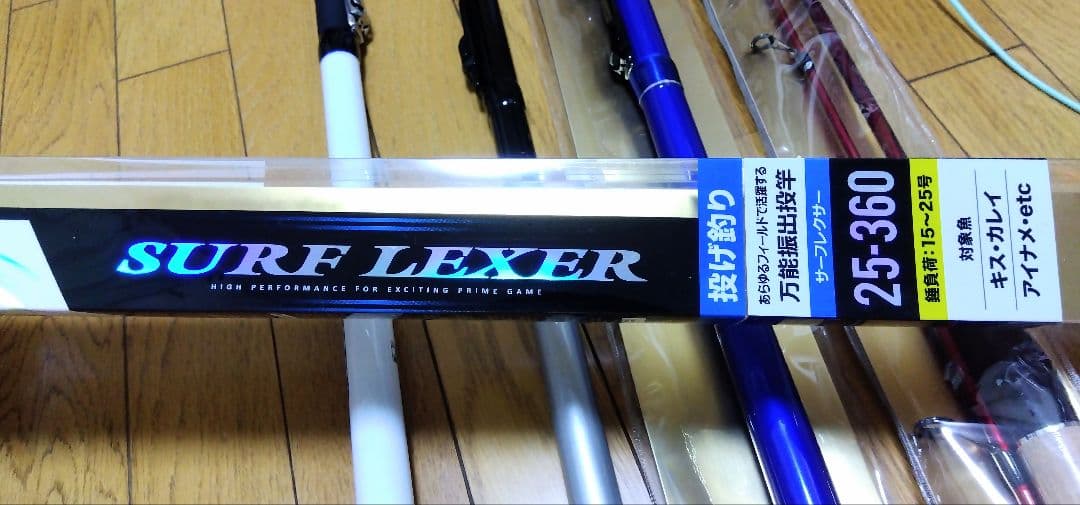 SURF LEXER
HIGH PERFORMANCE FOR EXCITING PRIME GAME
投げ釣り
あらゆるフィールドで活躍する
万能振出投竿
サーフレクサー
25-360
錘負荷:15〜25号
対象魚
キス・カレイ
アイナメ・etc